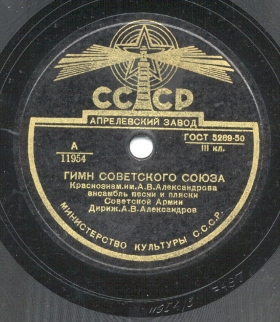 СССР
АПРЕЛЕВСКИЙ ЗАВОД
ГОСТ 5289-50
III кл.
А
11954
ГИМН СОВЕТСКОГО СОЮЗА
Краснознам.им.А.В.Александрова
ансамбль песни и пляски
Советской Армии
Дириж.А.В.Александров
МИНИСТЕРСТВО КУЛЬТУРЫ С.С.С.Р.